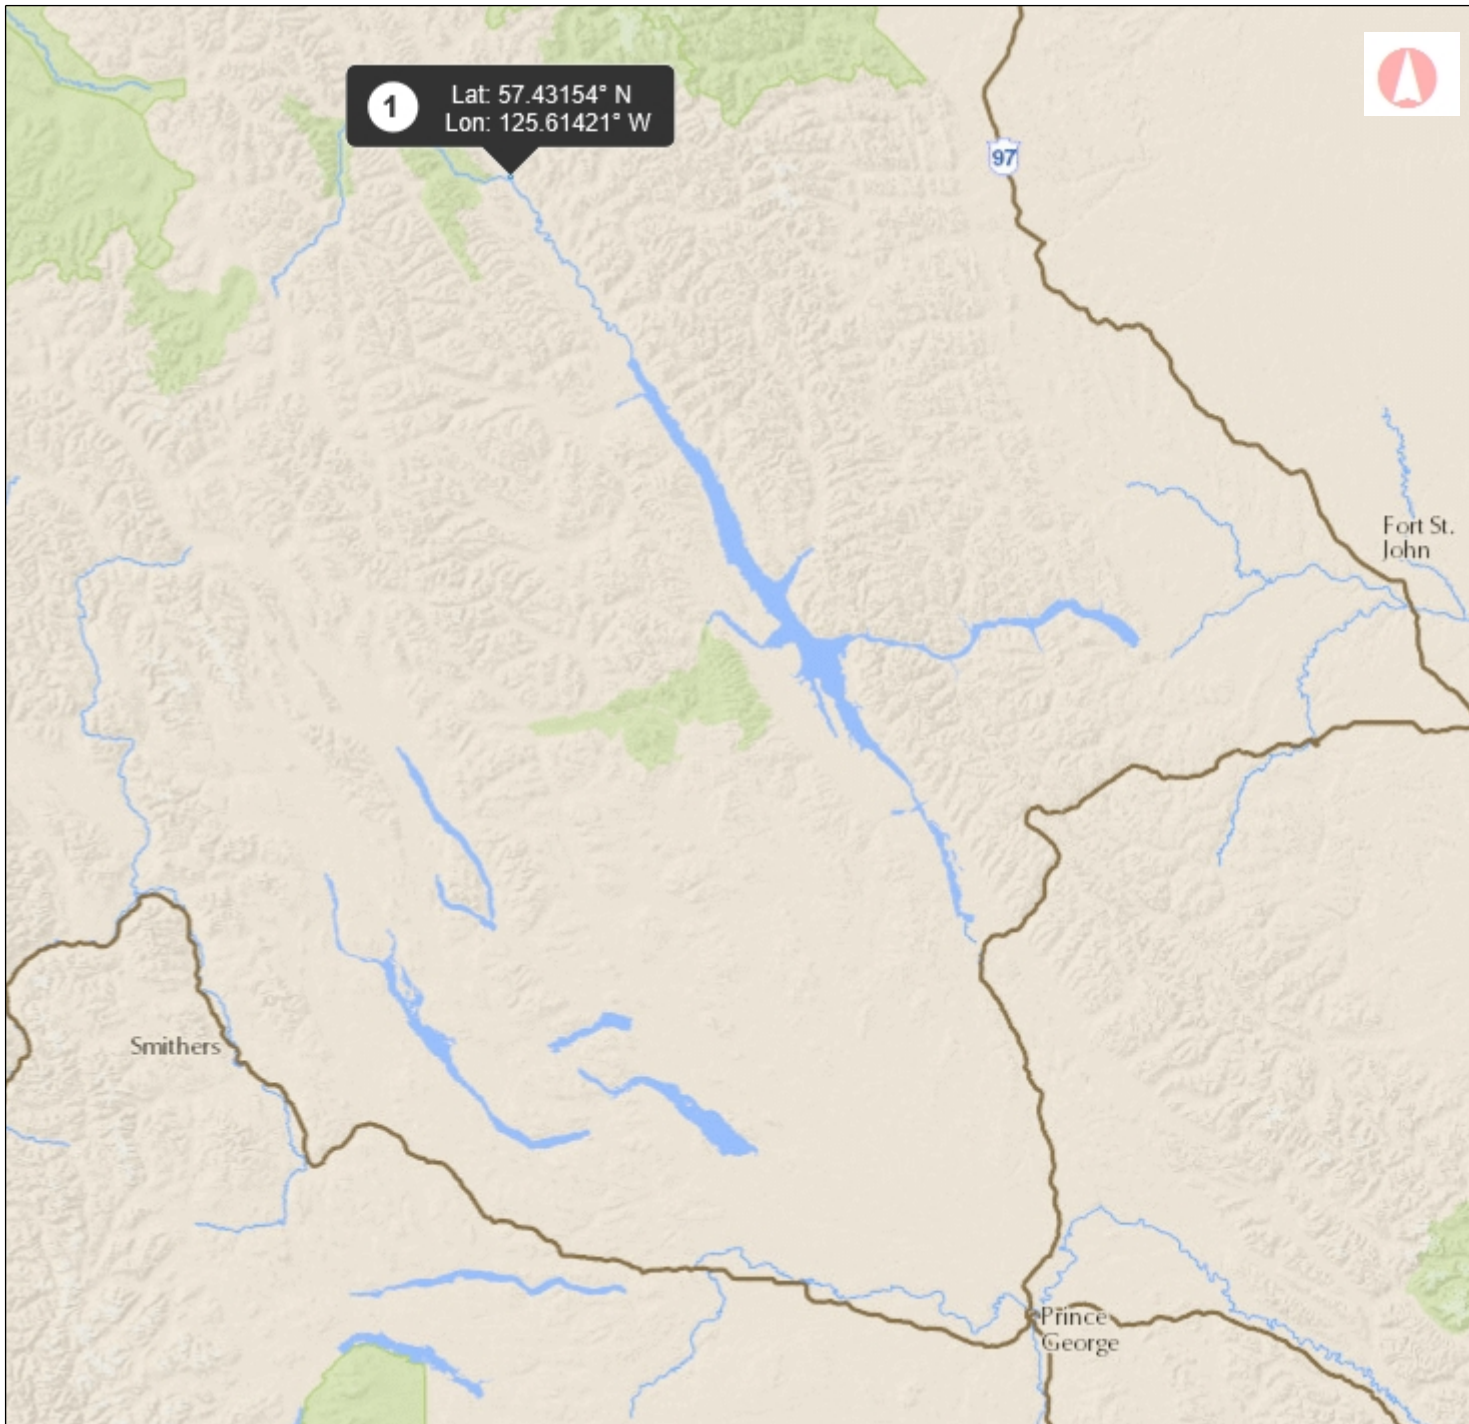 1
Lat: 57.43154° N
Lon: 125.61421° W
97
Fort St.
John
Smithers
Prince
George